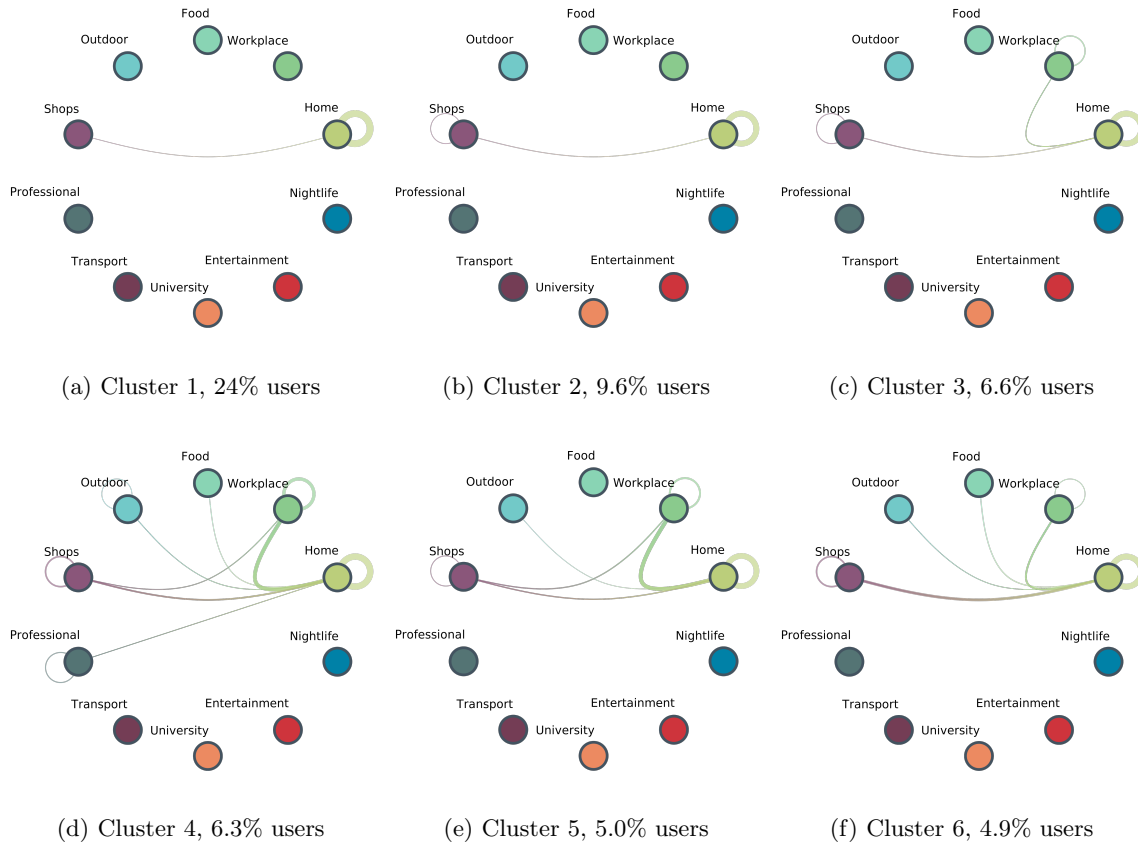 Food
Outdoor
Workplace
Shops
Home
Professional
Nightlife
Transport
Entertainment
University
(a) Cluster 1, 24% users
Food
Outdoor
Workplace
Shops
Home
Professional
Nightlife
Transport
Entertainment
University
(b) Cluster 2, 9.6% users
Food
Outdoor
Workplace
Shops
Home
Professional
Nightlife
Transport
Entertainment
University
(c) Cluster 3, 6.6% users
Food
Outdoor
Workplace
Shops
Home
Professional
Nightlife
Transport
Entertainment
University
(d) Cluster 4, 6.3% users
Food
Outdoor
Workplace
Shops
Home
Professional
Nightlife
Transport
Entertainment
University
(e) Cluster 5, 5.0% users
Food
Outdoor
Workplace
Shops
Home
Professional
Nightlife
Transport
Entertainment
University
(f) Cluster 6, 4.9% users